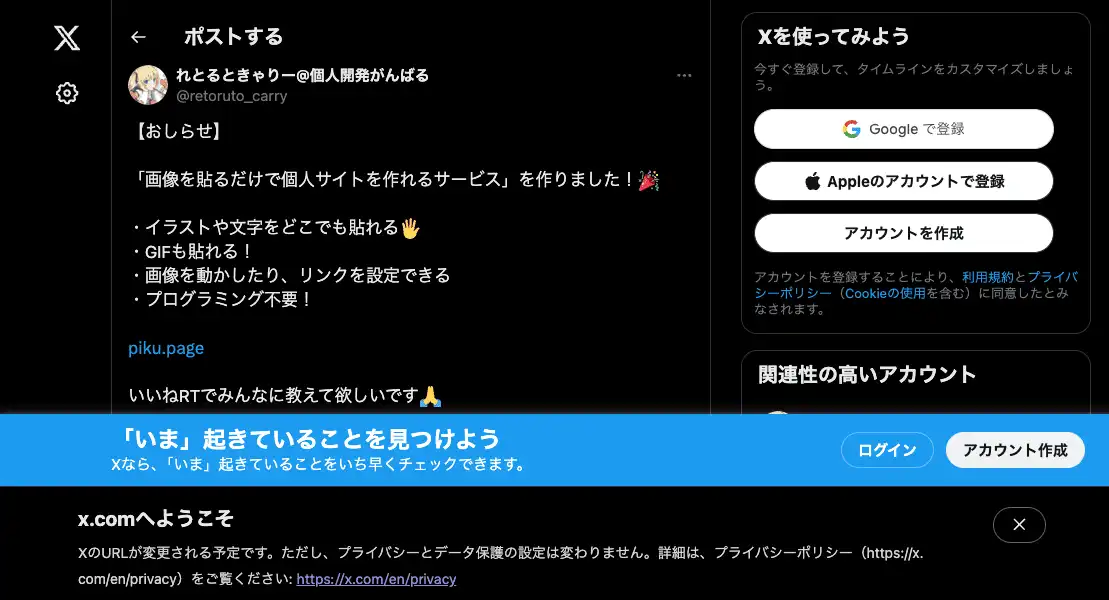 ポストする
れとるときゃりー@個人開発がんばる
@retoruto_carry
【おしらせ】
「画像を貼るだけで個人サイトを作れるサービス」を作りました！🎉
・イラストや文字をどこでも貼れる🖐
・GIFも貼れる！
・画像を動かしたり、リンクを設定できる
・プログラミング不要！
piku.page
いいねRTでみんなに教えて欲しいです🙏
Xを使ってみよう
今すぐ登録して、タイムラインをカスタマイズしましょ
う。
Google で登録
Appleのアカウントで登録
アカウントを作成
アカウントを登録することにより、利用規約とプライバ
シーポリシー（Cookieの使用を含む）に同意したとみ
なされます。
関連性の高いアカウント
「いま」起きていることを見つけよう
Xなら、「いま」起きていることをいち早くチェックできます。
ログイン
アカウント作成
x.comへようこそ
XのURLが変更される予定です。ただし、プライバシーとデータ保護の設定は変わりません。詳細は、プライバシーポリシー（https://x.
com/en/privacy）をご覧ください: https://x.com/en/privacy